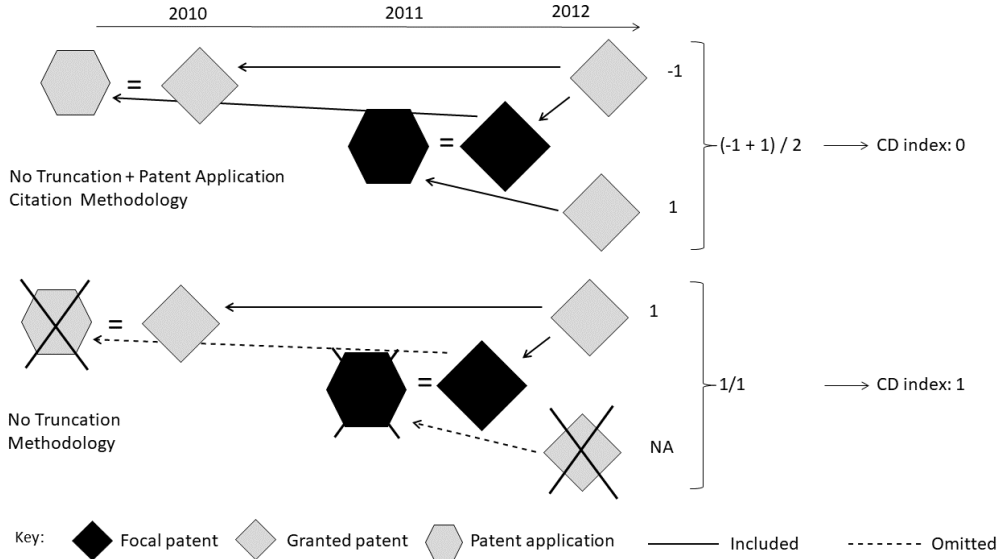 2010 2011 2012
=
-1
=
(-1 + 1) / 2
CD index: 0
No Truncation + Patent Application
Citation Methodology
1
=
1
=
1/1
CD index: 1
No Truncation
Methodology
NA
Key: Focal patent Granted patent Patent application Included Omitted